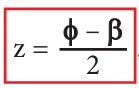 z = (ϕ − β) / 2